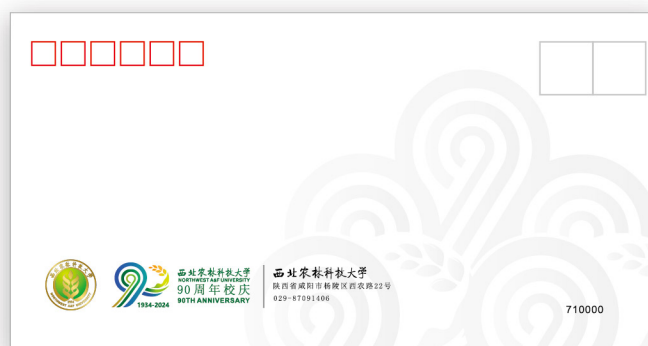 西北农林科技大学
NORTHWEST A&F UNIVERSITY
90周年校庆
90TH ANNIVERSARY
1934-2024
西北农林科技大学
陕西省咸阳市杨陵区西农路22号
029-87091406
710000